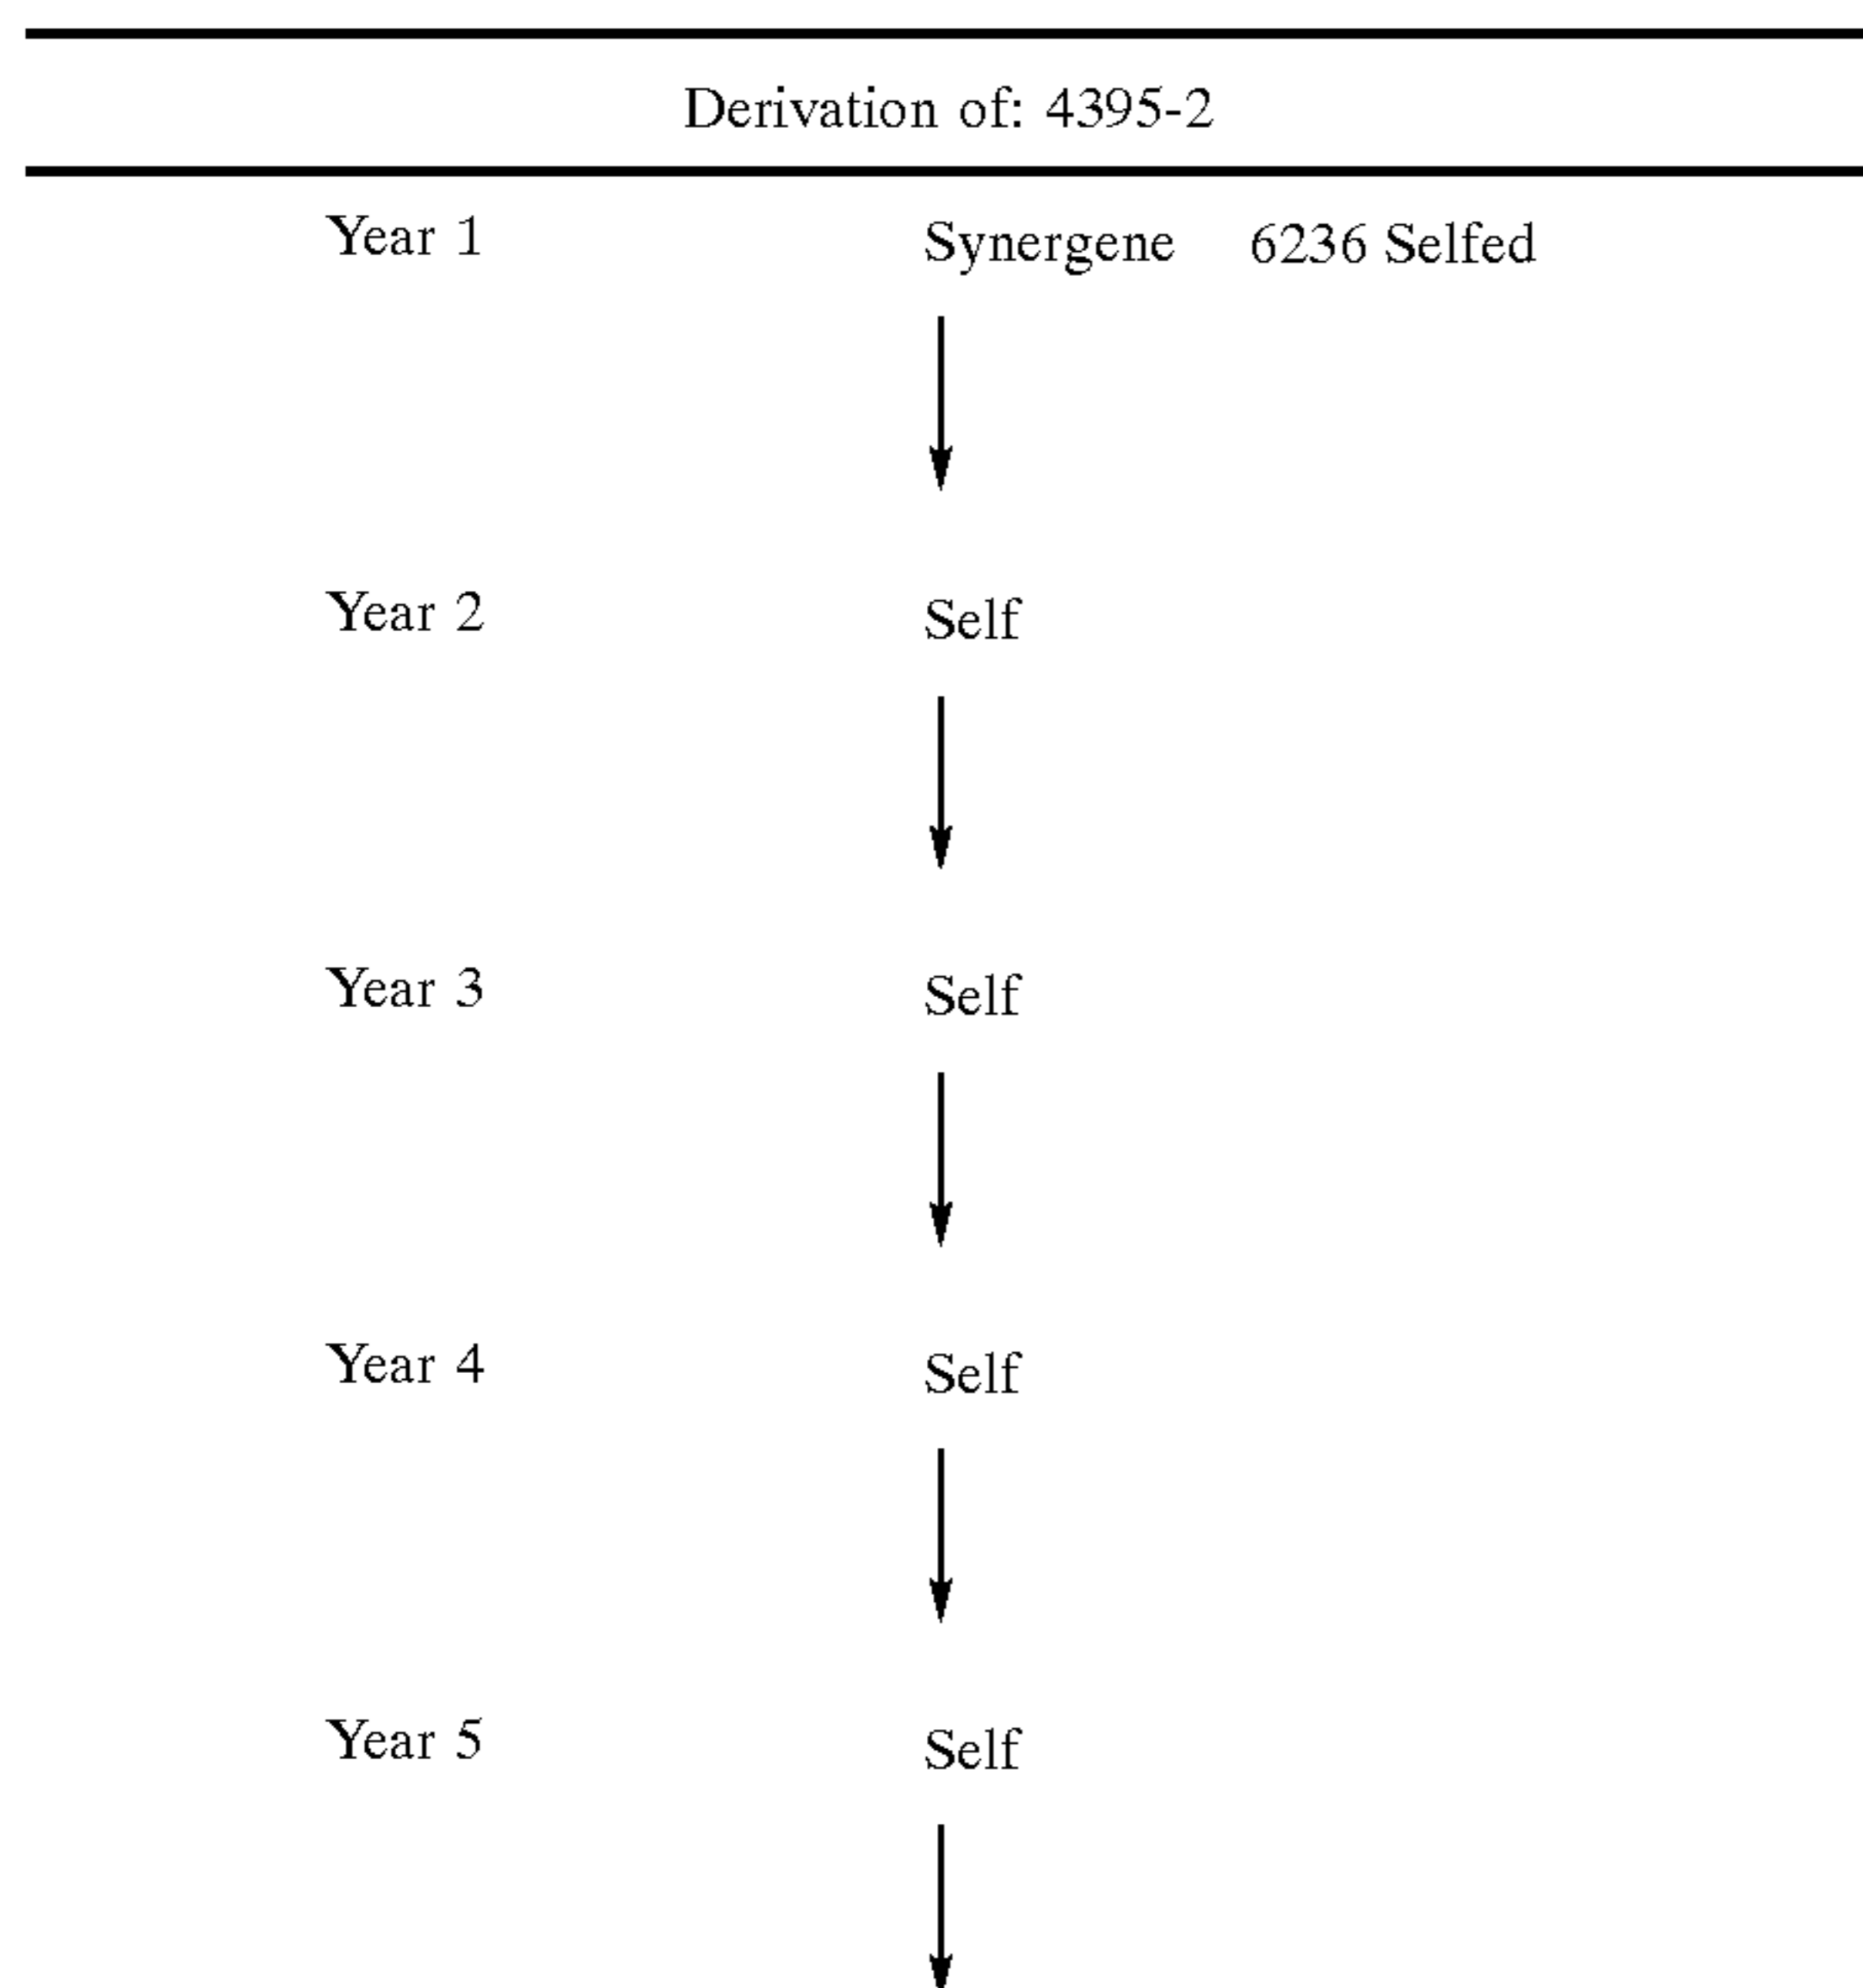 Derivation of: 4395-2
Year 1 Synergene 6236 Selfed
Year 2 Self
Year 3 Self
Year 4 Self
Year 5 Self